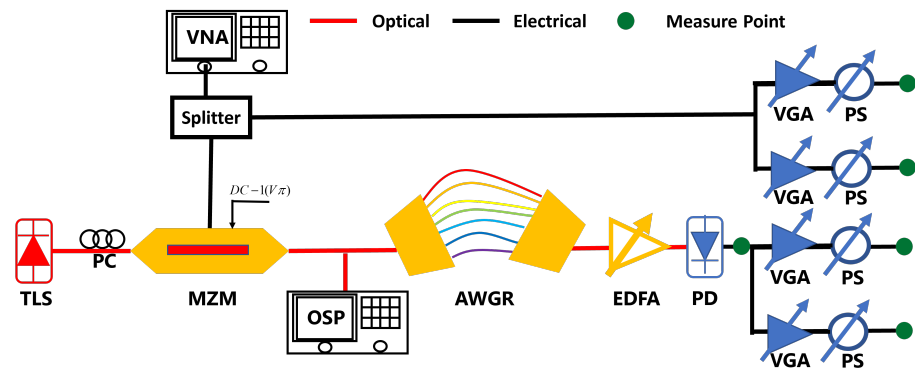 VNA
Optical
Electrical
Measure Point
Splitter
VGA
PS
DC-1(Vπ)
VGA
PS
TLS
PC
MZM
OSP
AWGR
EDFA
PD
VGA
PS
VGA
PS